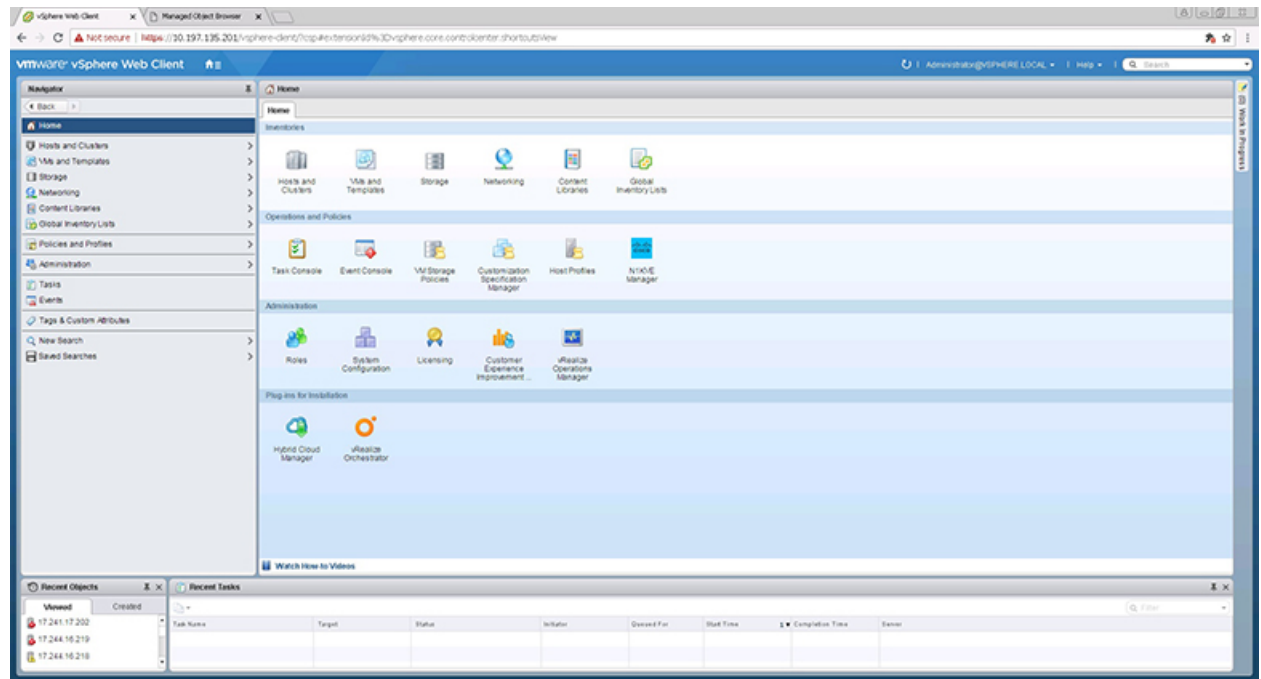 vSphere Web Client
Managed Object Browser
Not secure | https://10.197.135.201/vsphere-client/?csp#extensionId%3Dvsphere.core.controlcenter.shortcutsView
vmware® vSphere Web Client
Administrator@VSPHERE.LOCAL
Help
Search
Navigator
Back
Home
Hosts and Clusters
VMs and Templates
Storage
Networking
Content Libraries
Global Inventory Lists
Policies and Profiles
Administration
Tasks
Events
Tags & Custom Attributes
New Search
Saved Searches
Home
Home
Inventories
Hosts and
Clusters
VMs and
Templates
Storage
Networking
Content
Libraries
Global
Inventory Lists
Operations and Policies
Task Console
Event Console
VM Storage
Policies
Customization
Specification
Manager
Host Profiles
N1KV/E
Manager
Administration
Roles
System
Configuration
Licensing
Customer
Experience
Improvement ...
vRealize
Operations
Manager
Plug-ins for Installation
Hybrid Cloud
Manager
vRealize
Orchestrator
Watch How-to Videos
Work in Progress
Recent Objects
Viewed
Created
17.241.17.202
17.244.16.219
17.244.16.218
Recent Tasks
Filter
Task Name
Target
Status
Initiator
Queued For
Start Time
1
Completion Time
Server